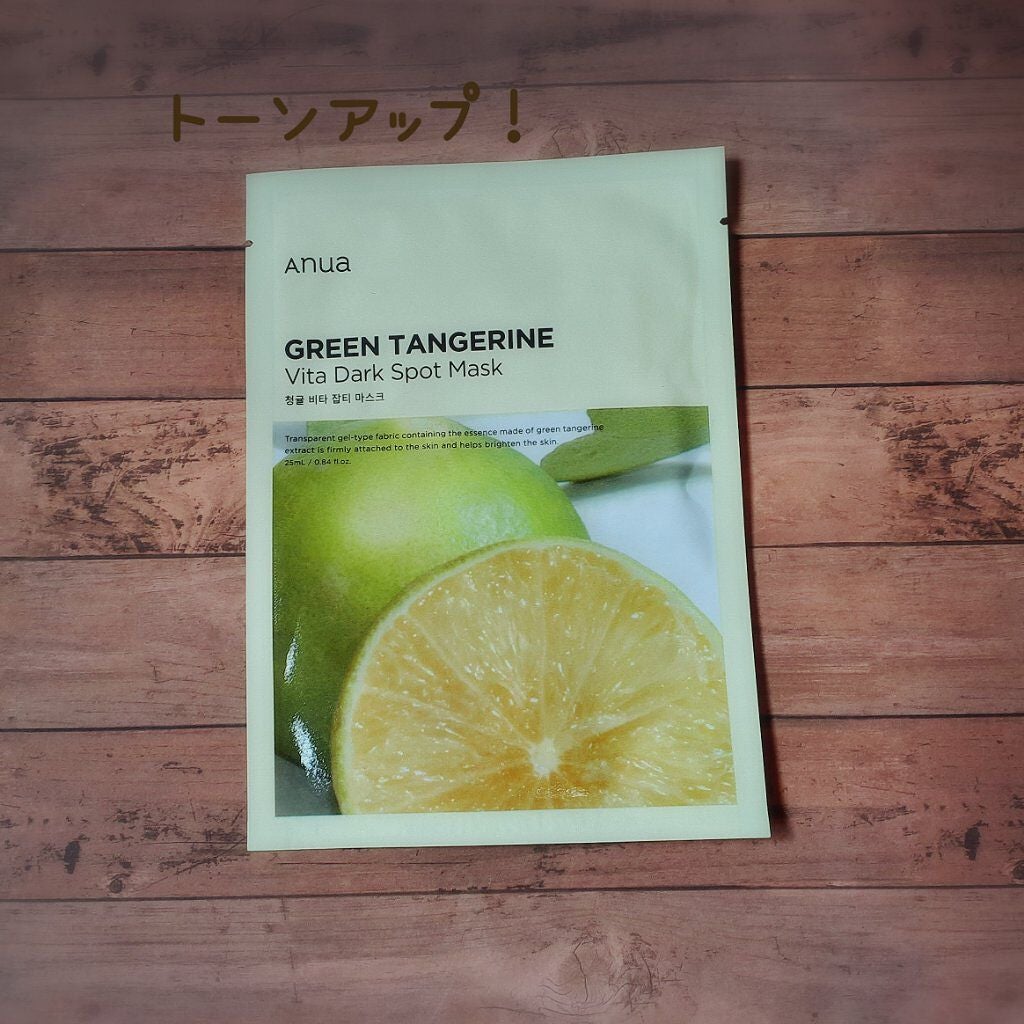 トーンアップ！
Anua
GREEN TANGERINE
Vita Dark Spot Mask
청귤 비타 잡티 마스크
Transparent gel-type fabric containing the essence made of green tangerine
extract is firmly attached to the skin and helps brighten the skin.
25mL / 0.84 fl.oz.